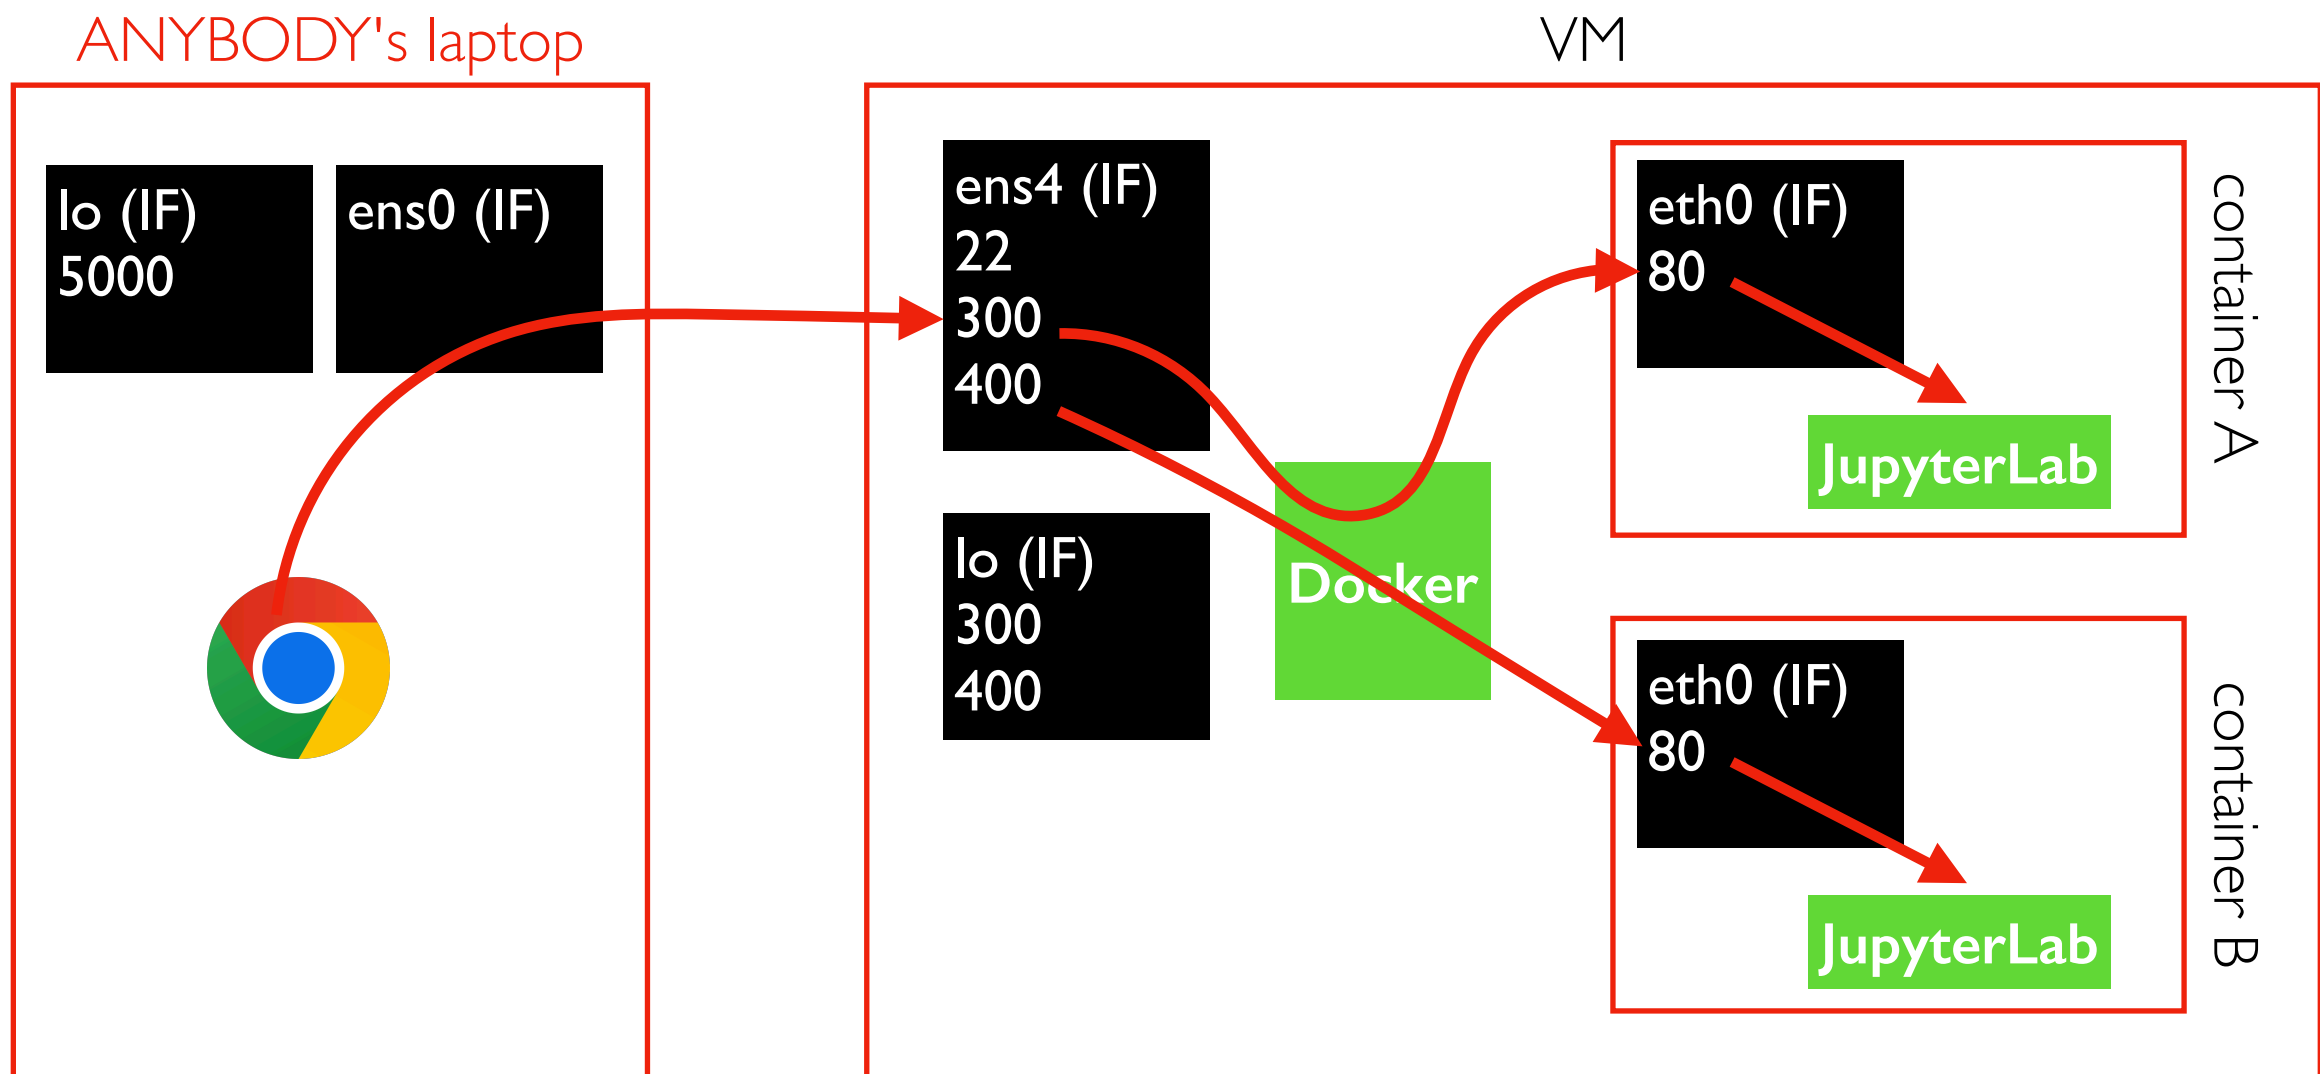 ANYBODY's laptop
lo (IF)
5000
ens0 (IF)
VM
ens4 (IF)
22
300
400
lo (IF)
300
400
Docker
eth0 (IF)
80
JupyterLab
container A
eth0 (IF)
80
JupyterLab
container B